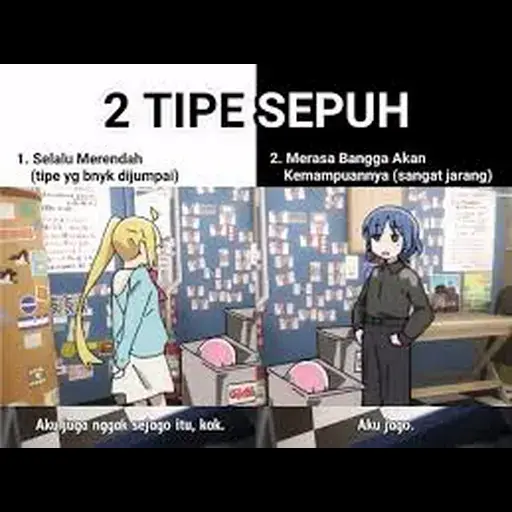 2 TIPE SEPUH
1. Selalu Merendah
(tipe yg bnyk dijumpai)
2. Merasa Bangga Akan
Kemampuannya (sangat jarang)
Aku juga nggak sejago itu, kok.
Aku jago.